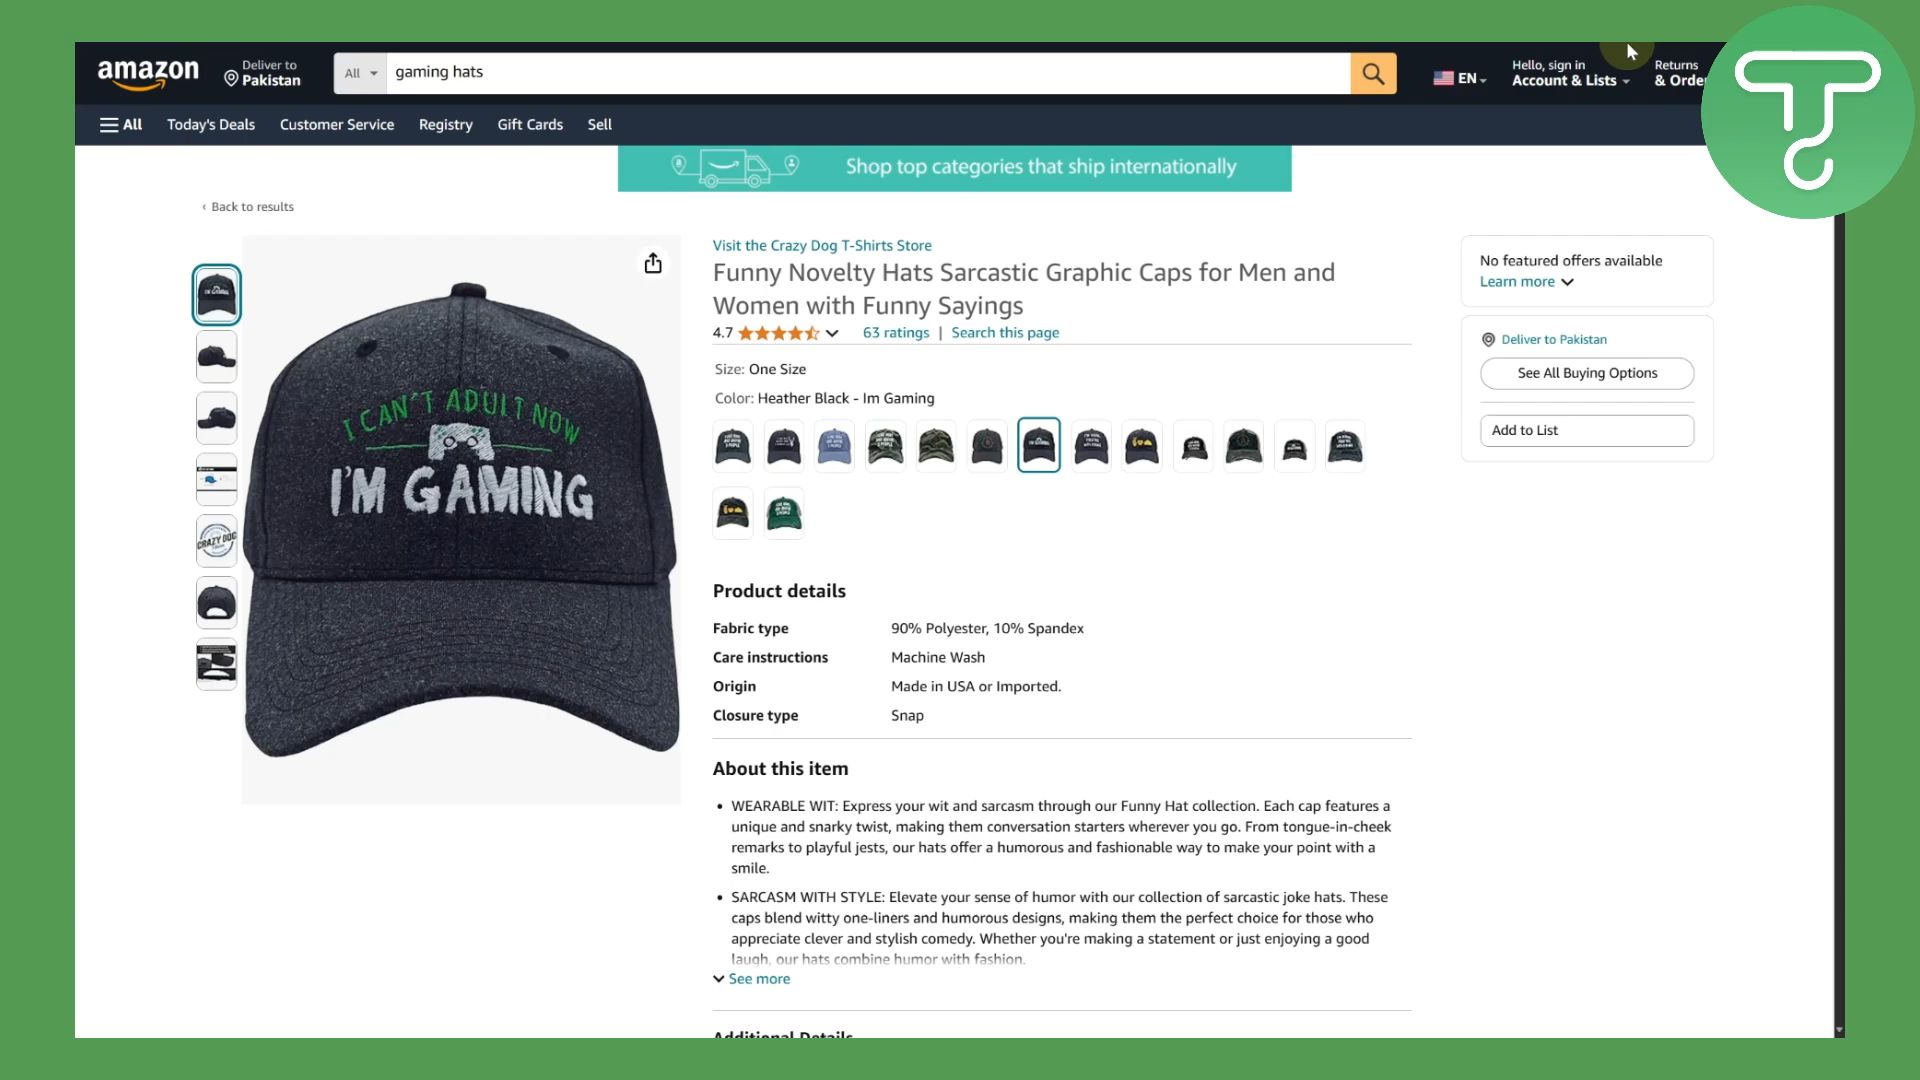 amazon
Deliver to
Pakistan
All
gaming hats
EN
Hello, sign in
Account & Lists
Returns
& Order
All
Today's Deals
Customer Service
Registry
Gift Cards
Sell
Shop top categories that ship internationally
‹ Back to results
Visit the Crazy Dog T-Shirts Store
Funny Novelty Hats Sarcastic Graphic Caps for Men and
Women with Funny Sayings
4.7
63 ratings | Search this page
Size: One Size
Color: Heather Black - Im Gaming
I CAN'T ADULT NOW
I'M GAMING
CRAZY DOG
No featured offers available
Learn more
Deliver to Pakistan
See All Buying Options
Add to List
Product details
Fabric type 90% Polyester, 10% Spandex
Care instructions Machine Wash
Origin Made in USA or Imported.
Closure type Snap
About this item
• WEARABLE WIT: Express your wit and sarcasm through our Funny Hat collection. Each cap features a
unique and snarky twist, making them conversation starters wherever you go. From tongue-in-cheek
remarks to playful jests, our hats offer a humorous and fashionable way to make your point with a
smile.
• SARCASM WITH STYLE: Elevate your sense of humor with our collection of sarcastic joke hats. These
caps blend witty one-liners and humorous designs, making them the perfect choice for those who
appreciate clever and stylish comedy. Whether you're making a statement or just enjoying a good
laugh, our hats combine humor with fashion.
See more
Additional Details